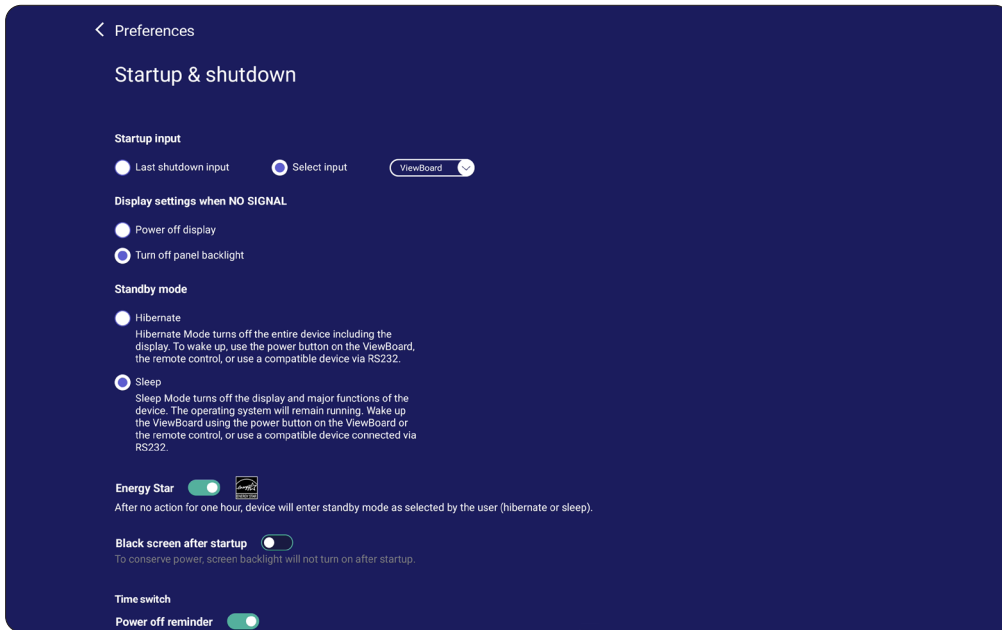 Preferences
Startup & shutdown
Startup input
Last shutdown input Select input ViewBoard
Display settings when NO SIGNAL
Power off display
Turn off panel backlight
Standby mode
Hibernate
Hibernate Mode turns off the entire device including the
display. To wake up, use the power button on the ViewBoard,
the remote control, or use a compatible device via RS232.
Sleep
Sleep Mode turns off the display and major functions of the
device. The operating system will remain running. Wake up
the ViewBoard using the power button on the ViewBoard or
the remote control, or use a compatible device connected via
RS232.
Energy Star ENERGY STAR
After no action for one hour, device will enter standby mode as selected by the user (hibernate or sleep).
Black screen after startup
To conserve power, screen backlight will not turn on after startup.
Time switch
Power off reminder